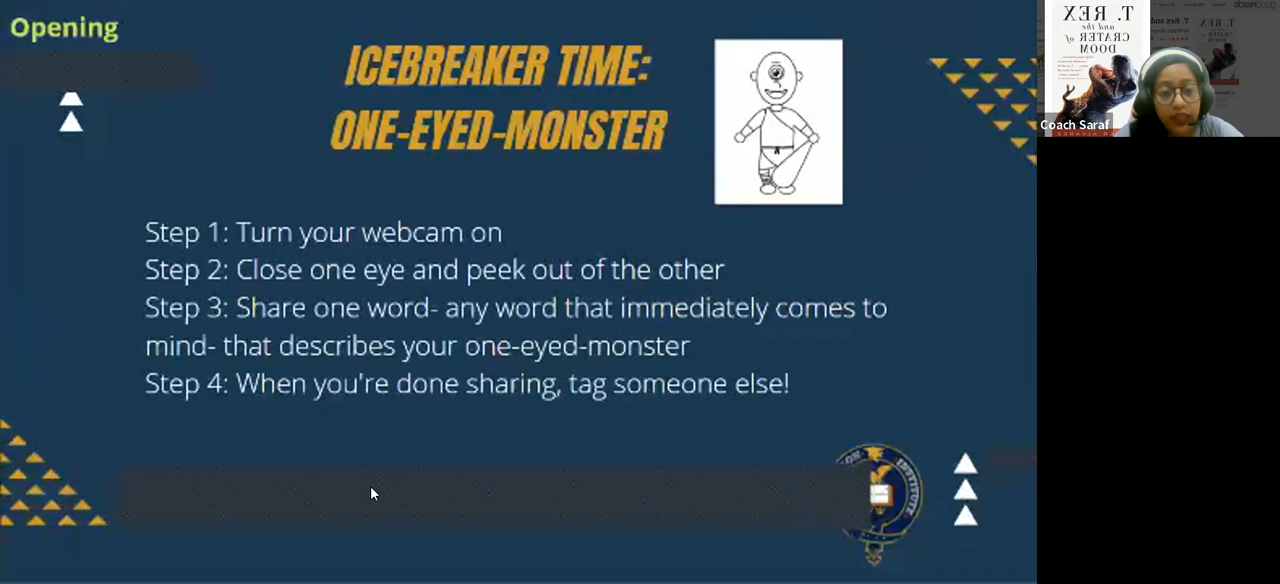 Opening
ICEBREAKER TIME:
ONE-EYED-MONSTER
Step 1: Turn your webcam on
Step 2: Close one eye and peek out of the other
Step 3: Share one word- any word that immediately comes to
mind- that describes your one-eyed-monster
Step 4: When you're done sharing, tag someone else!
INSTITUTE
T. REX
and the
CRATER of
DOOM
goodreads
Coach Saraf